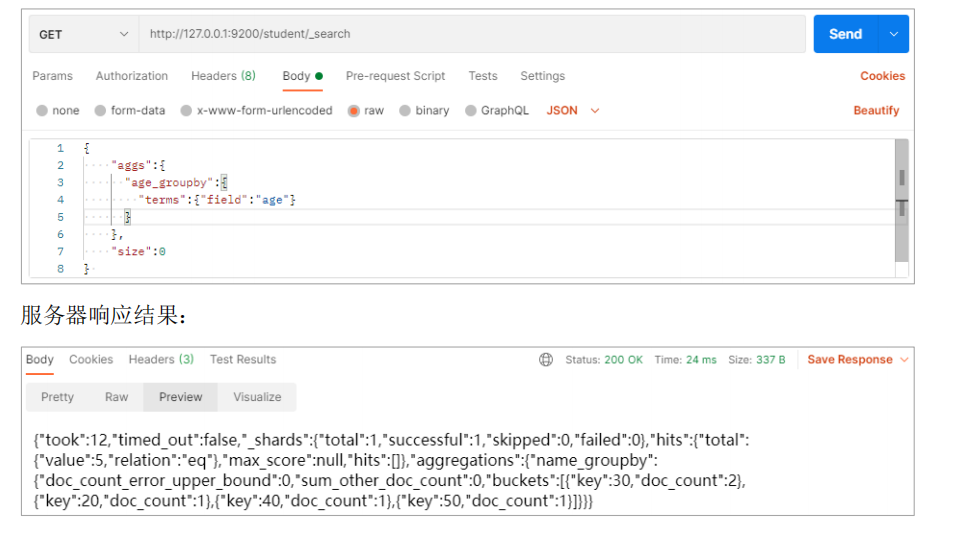 GET http://127.0.0.1:9200/student/_search Send
Params Authorization Headers (8) Body Pre-request Script Tests Settings Cookies
none form-data x-www-form-urlencoded raw binary GraphQL JSON Beautify
1 {
2 "aggs":{
3 "age_groupby":{
4 "terms":{"field":"age"}
5 }
6 },
7 "size":0
8 }
服务器响应结果：
Body Cookies Headers (3) Test Results Status: 200 OK Time: 24 ms Size: 337 B Save Response
Pretty Raw Preview Visualize
{"took":12,"timed_out":false,"_shards":{"total":1,"successful":1,"skipped":0,"failed":0},"hits":{"total":
{"value":5,"relation":"eq"},"max_score":null,"hits":[]},"aggregations":{"name_groupby":
{"doc_count_error_upper_bound":0,"sum_other_doc_count":0,"buckets":[{"key":30,"doc_count":2},
{"key":20,"doc_count":1},{"key":40,"doc_count":1},{"key":50,"doc_count":1}]}}}